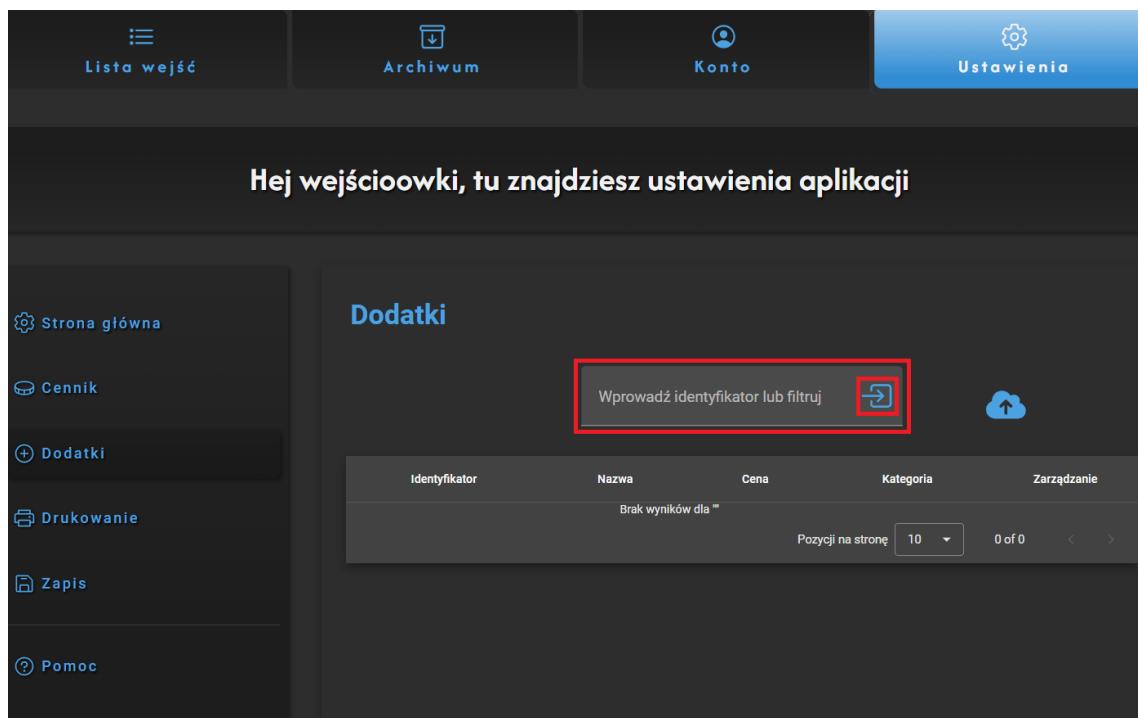 Lista wejść
Archiwum
Konto
Ustawienia
Hej wejścioowki, tu znajdziesz ustawienia aplikacji
Strona główna
Cennik
Dodatki
Drukowanie
Zapis
Pomoc
Dodatki
Wprowadź identyfikator lub filtruj
Identyfikator Nazwa Cena Kategoria Zarządzanie
Brak wyników dla ""
Pozycji na stronę 10 0 of 0